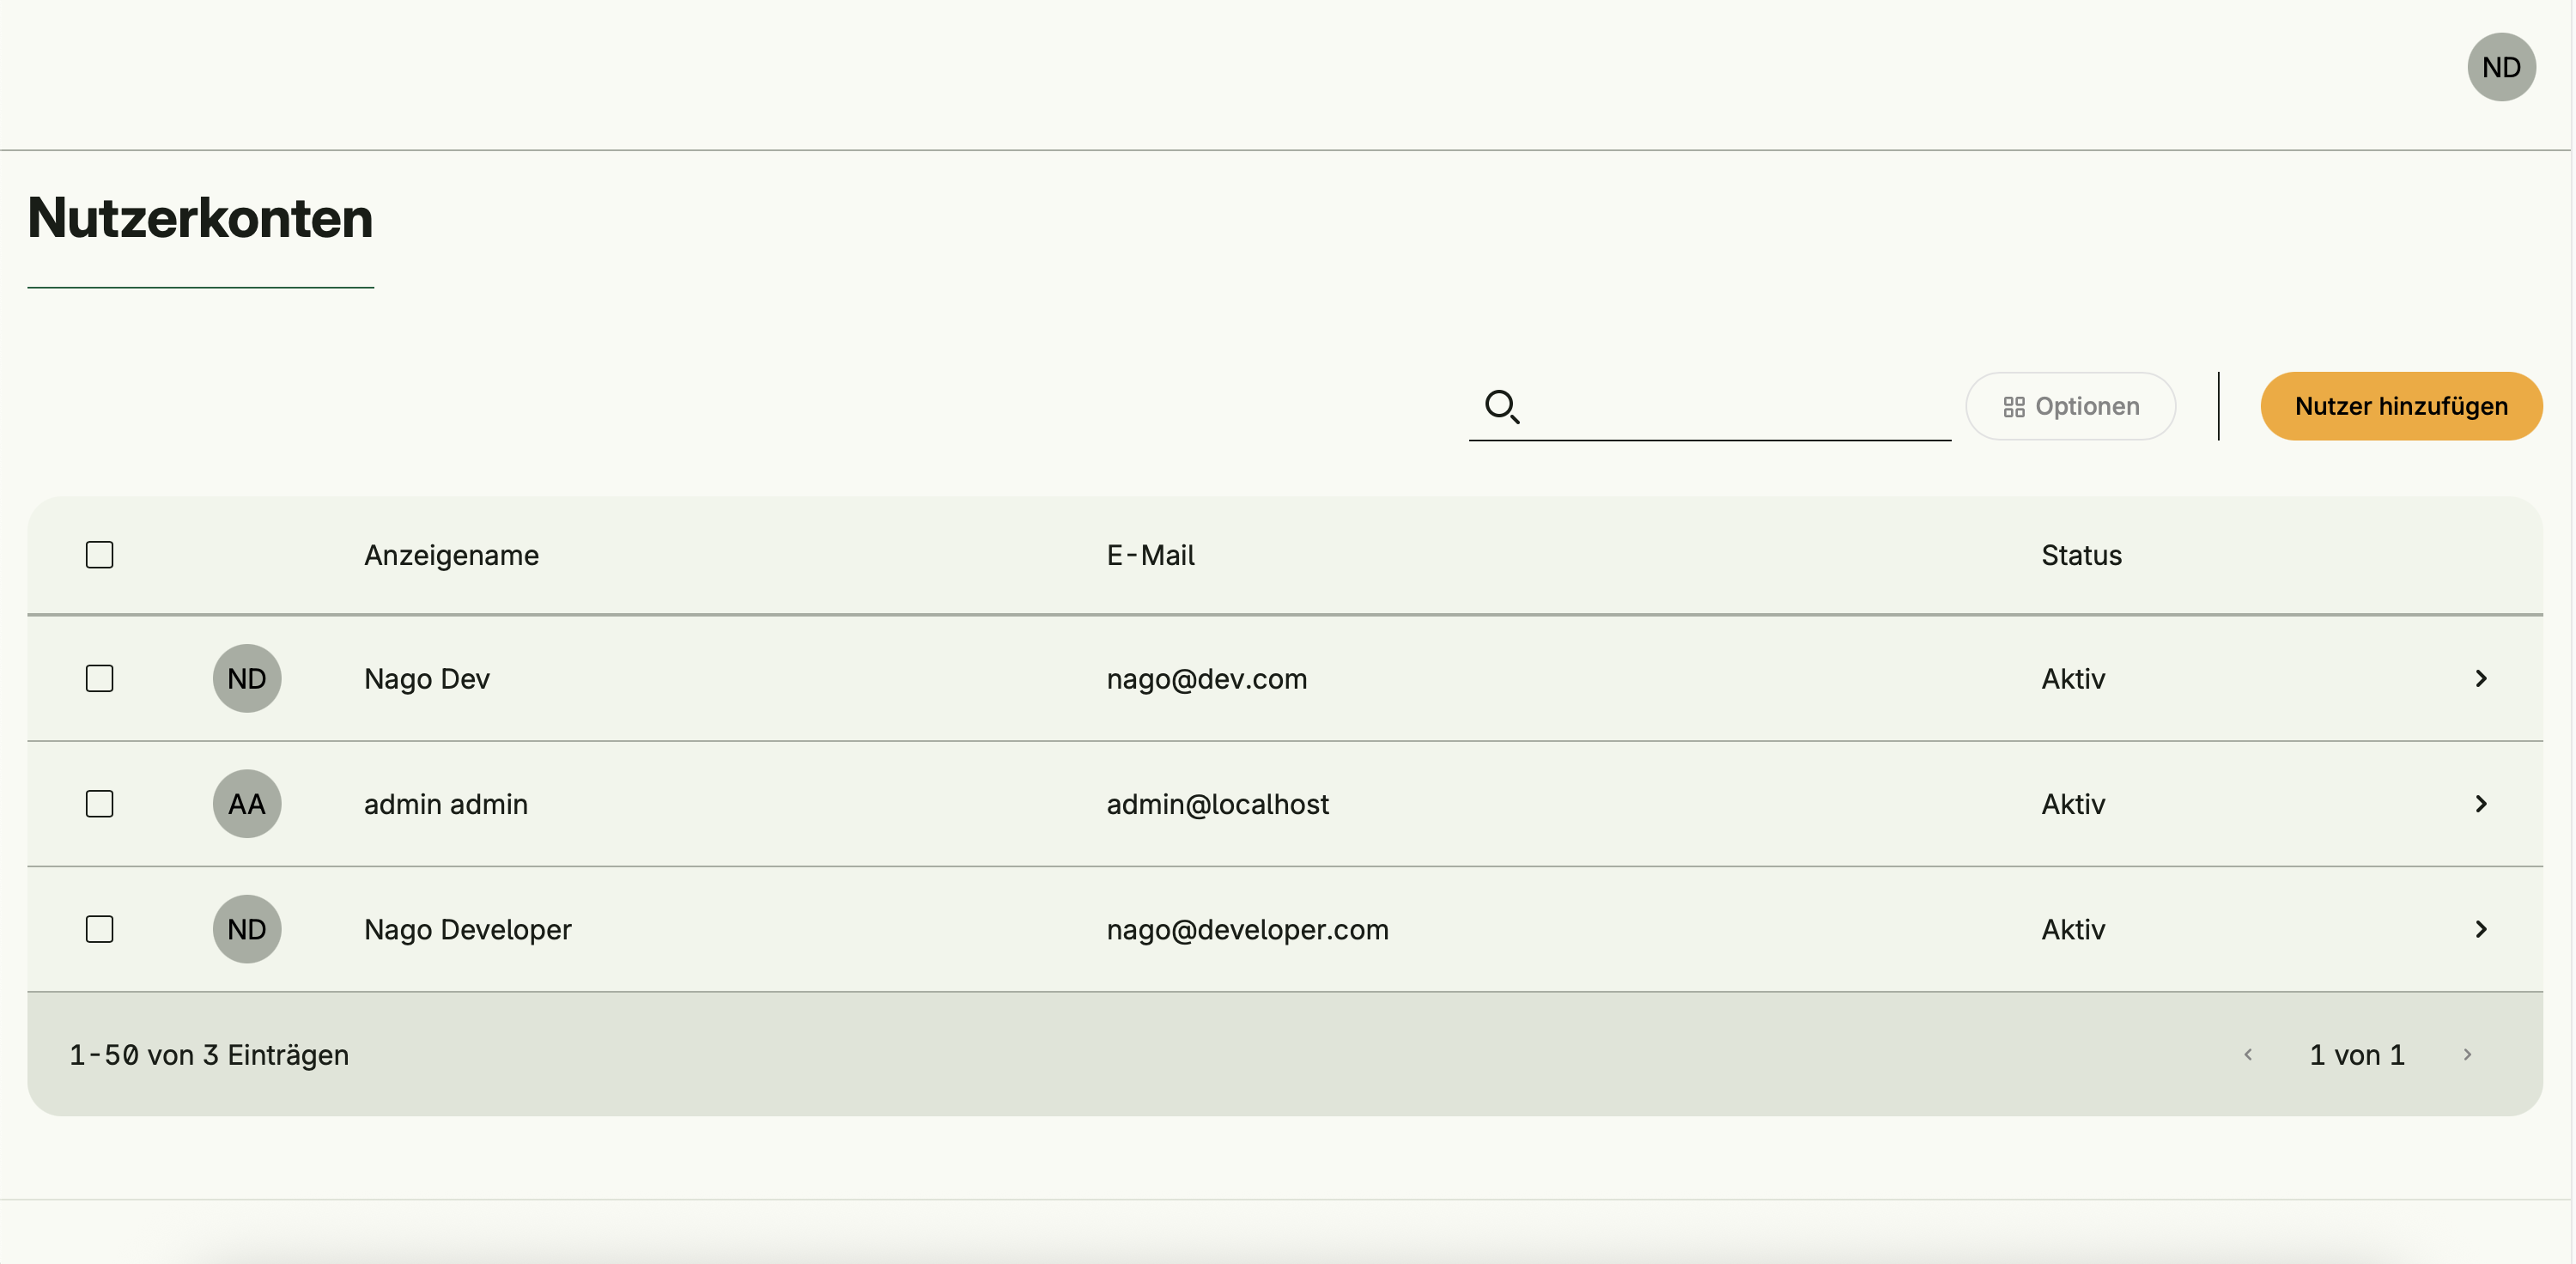 ND
Nutzerkonten
Optionen
Nutzer hinzufügen
Anzeigename E-Mail Status
ND Nago Dev nago@dev.com Aktiv
AA admin admin admin@localhost Aktiv
ND Nago Developer nago@developer.com Aktiv
1-50 von 3 Einträgen 1 von 1